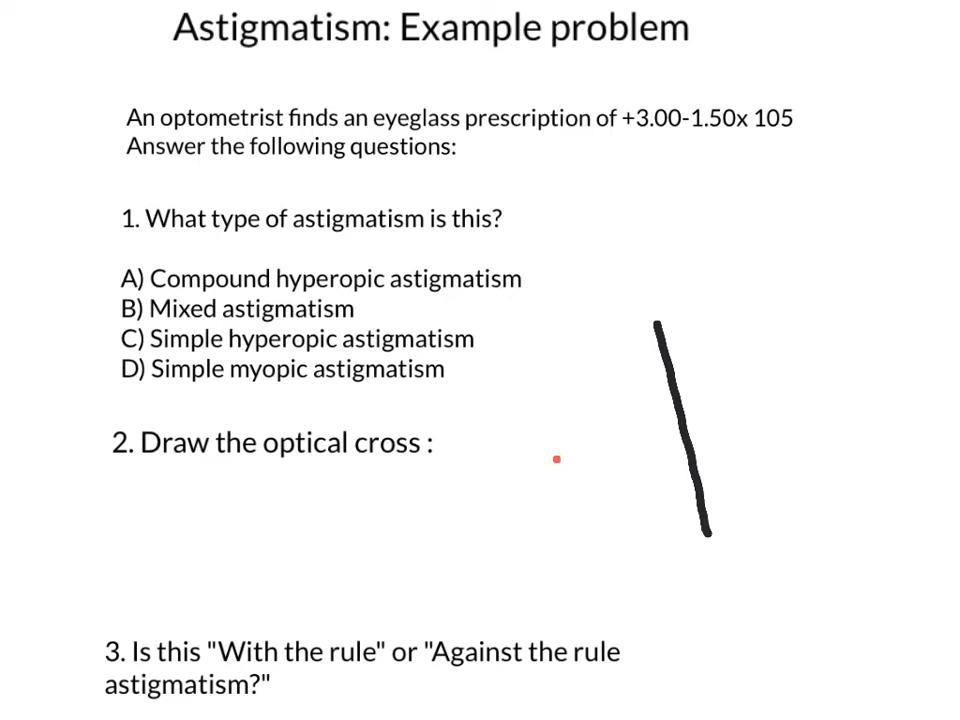 Astigmatism: Example problem
An optometrist finds an eyeglass prescription of +3.00-1.50x 105
Answer the following questions:
1. What type of astigmatism is this?
A) Compound hyperopic astigmatism
B) Mixed astigmatism
C) Simple hyperopic astigmatism
D) Simple myopic astigmatism
2. Draw the optical cross :
3. Is this "With the rule" or "Against the rule
astigmatism?"